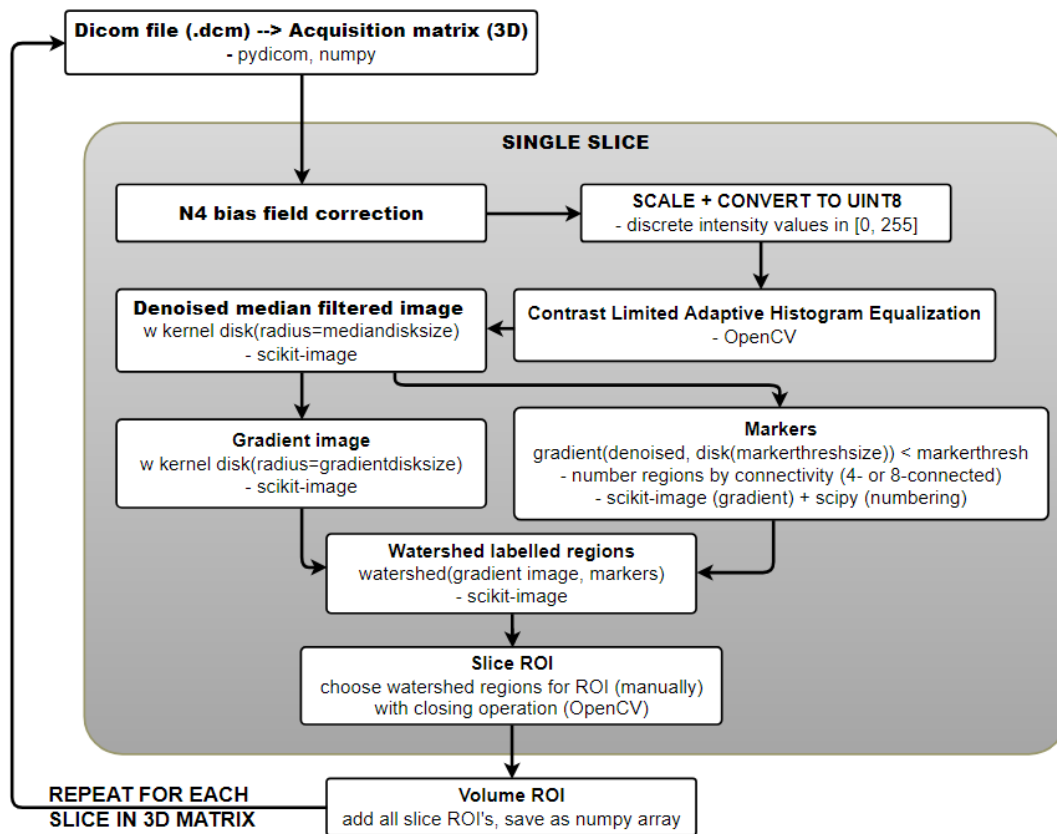 Dicom file (.dcm) --> Acquisition matrix (3D)
- pydicom, numpy
SINGLE SLICE
N4 bias field correction
SCALE + CONVERT TO UINT8
- discrete intensity values in [0, 255]
Contrast Limited Adaptive Histogram Equalization
- OpenCV
Denoised median filtered image
w kernel disk(radius=mediandisksize)
- scikit-image
Gradient image
w kernel disk(radius=gradientdisksize)
- scikit-image
Markers
gradient(denoised, disk(markerthreshsize)) < markerthresh
- number regions by connectivity (4- or 8-connected)
- scikit-image (gradient) + scipy (numbering)
Watershed labelled regions
watershed(gradient image, markers)
- scikit-image
Slice ROI
choose watershed regions for ROI (manually)
with closing operation (OpenCV)
Volume ROI
add all slice ROI's, save as numpy array
REPEAT FOR EACH
SLICE IN 3D MATRIX